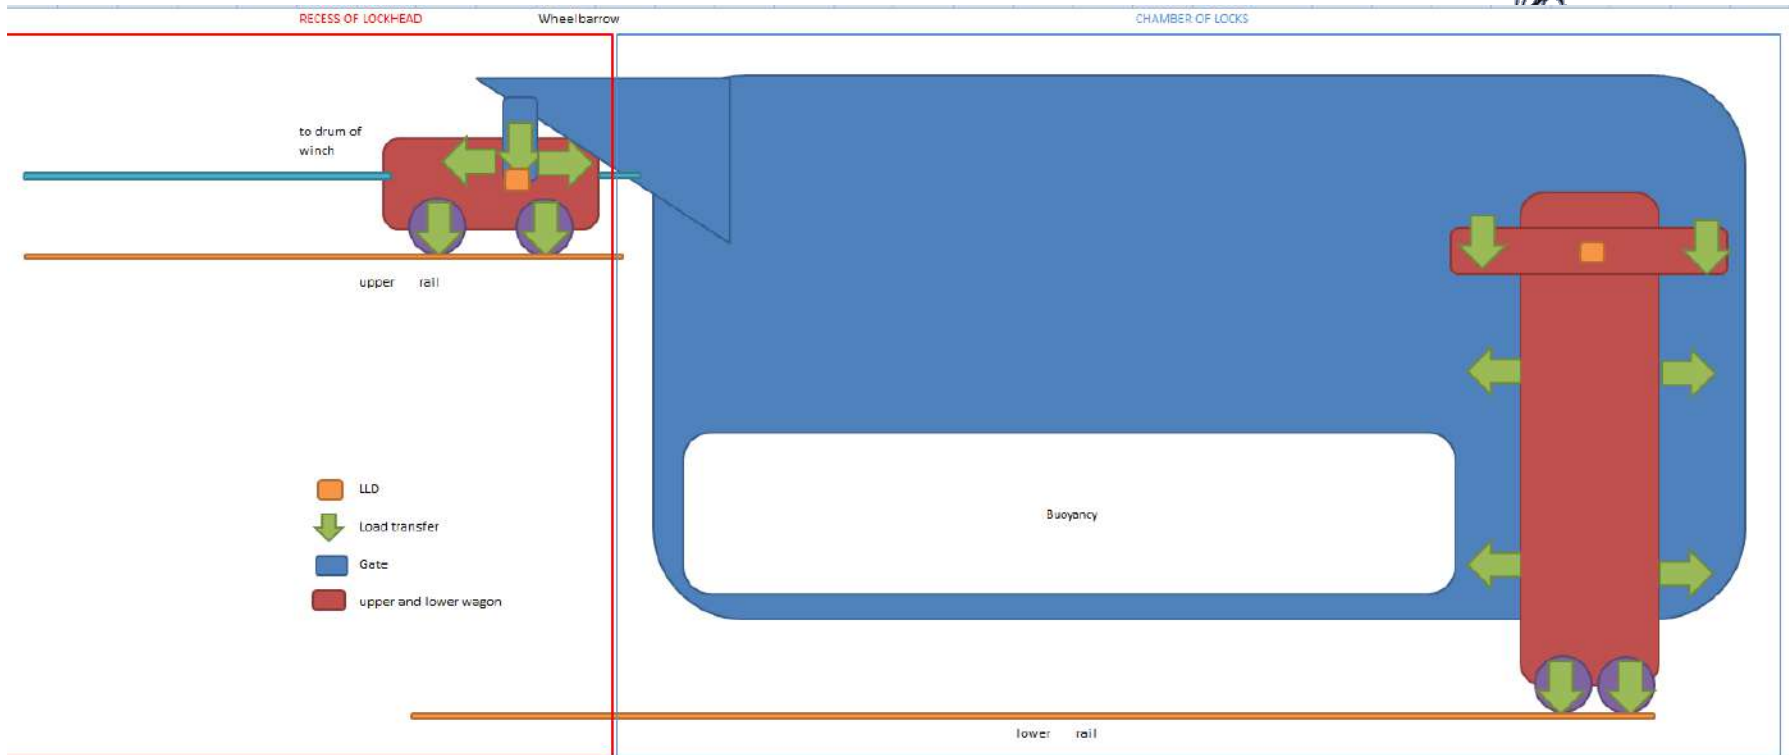 RECESS OF LOCKHEAD
Wheelbarrow
CHAMBER OF LOCKS
to drum of
winch
upper rail
LLD
Load transfer
Gate
upper and lower wagon
Buoyancy
lower rail